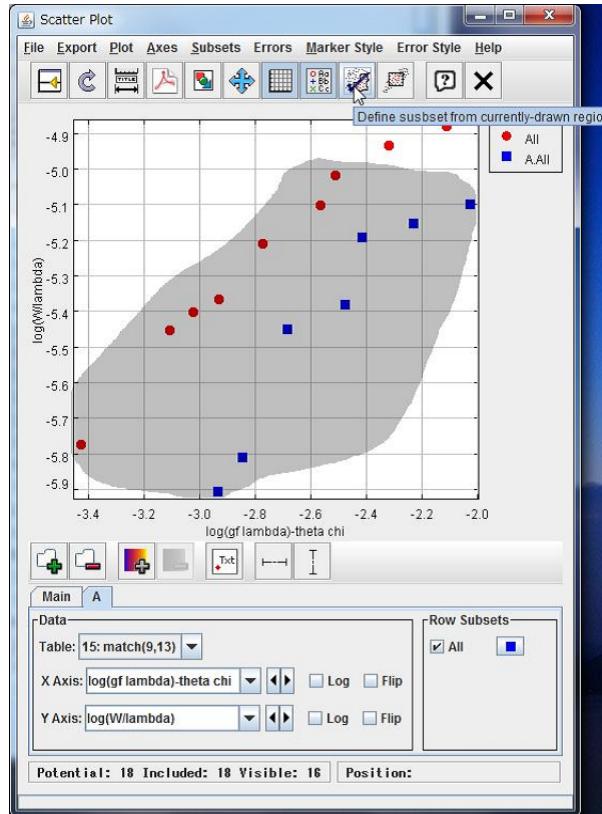 Scatter Plot
File Export Plot Axes Subsets Errors Marker Style Error Style Help
TITLE
Define susbset from currently-drawn regio
All
A.All
-4.9
-5.0
-5.1
-5.2
-5.3
-5.4
-5.5
-5.6
-5.7
-5.8
-5.9
log(W/lambda)
-3.4 -3.2 -3.0 -2.8 -2.6 -2.4 -2.2 -2.0
log(gf lambda)-theta chi
Txt
Main A
Data
Row Subsets
Table: 15: match(9,13)
All
X Axis: log(gf lambda)-theta chi Log Flip
Y Axis: log(W/lambda) Log Flip
Potential: 18 Included: 18 Visible: 16 Position: